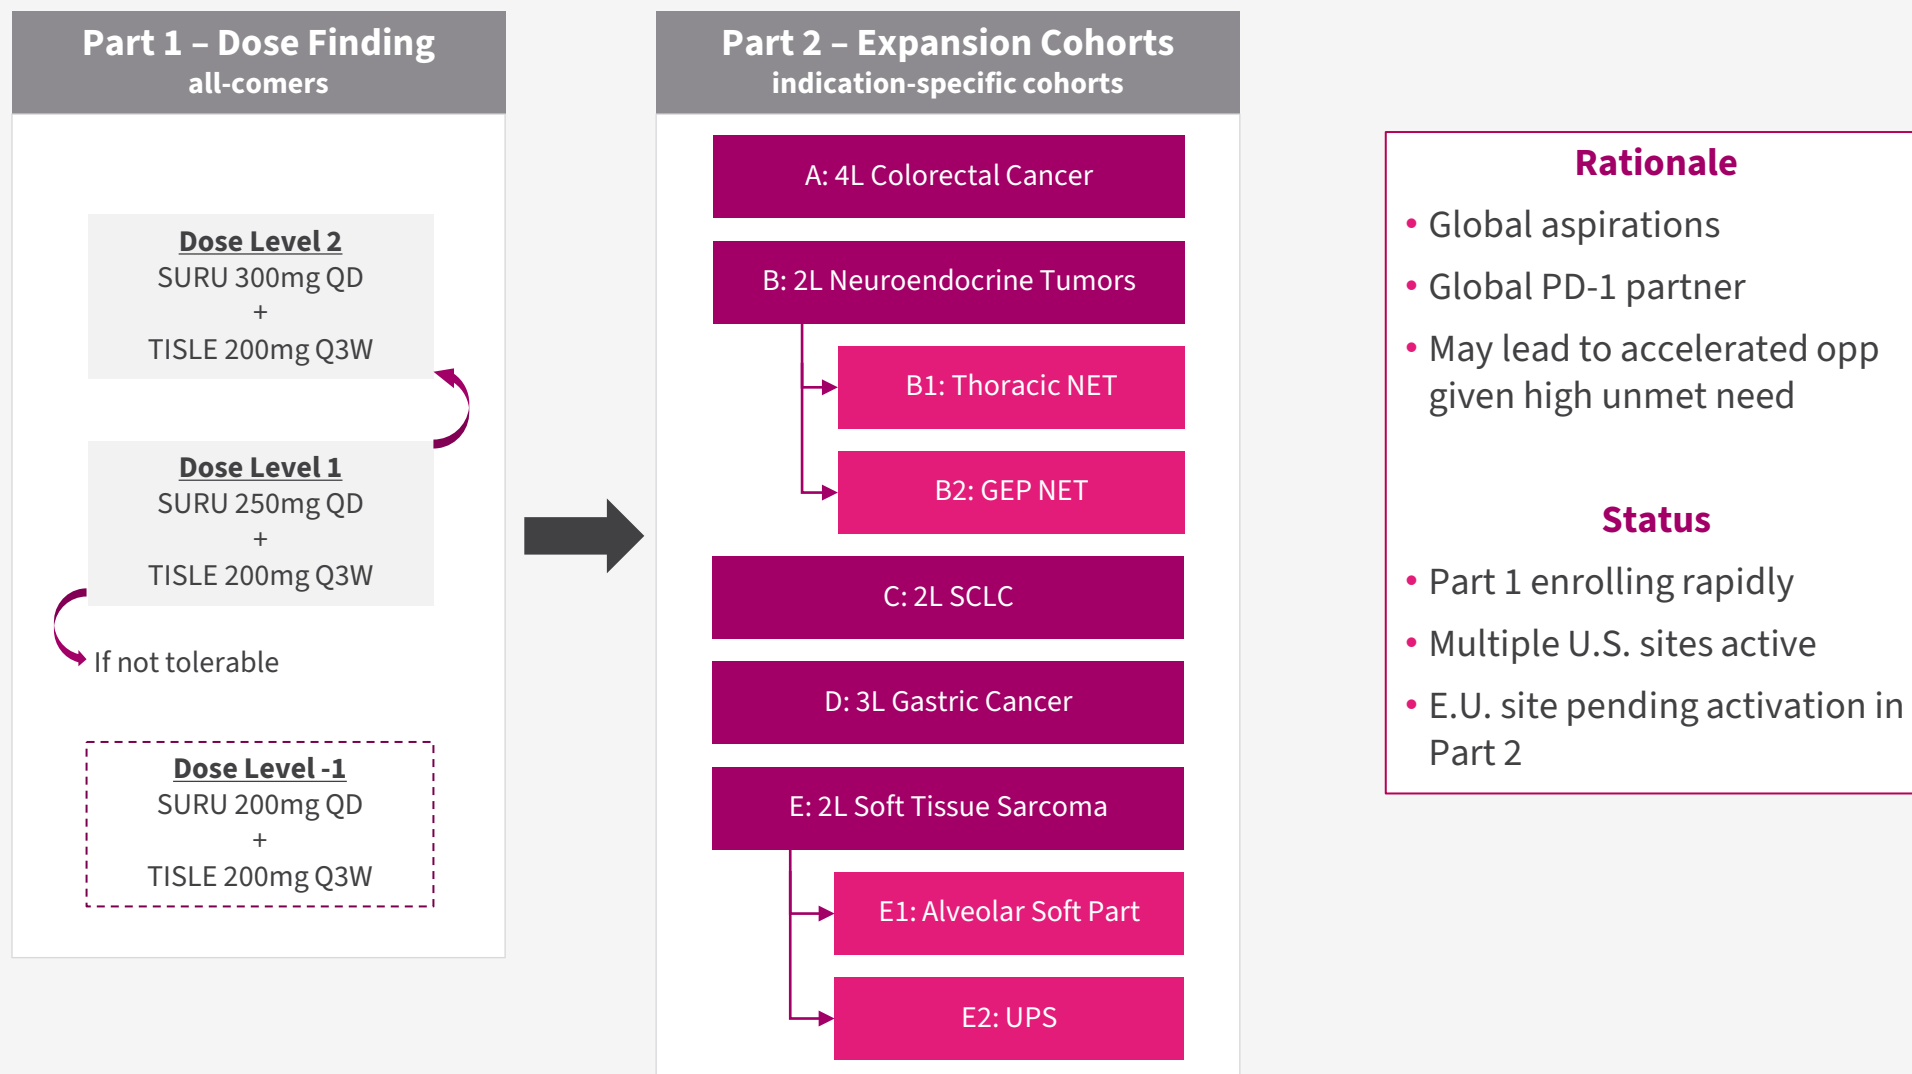 Part 1 – Dose Finding
all-comers
Dose Level 2
SURU 300mg QD
+
TISLE 200mg Q3W
Dose Level 1
SURU 250mg QD
+
TISLE 200mg Q3W
If not tolerable
Dose Level -1
SURU 200mg QD
+
TISLE 200mg Q3W
Part 2 – Expansion Cohorts
indication-specific cohorts
A: 4L Colorectal Cancer
B: 2L Neuroendocrine Tumors
B1: Thoracic NET
B2: GEP NET
C: 2L SCLC
D: 3L Gastric Cancer
E: 2L Soft Tissue Sarcoma
E1: Alveolar Soft Part
E2: UPS
Rationale
• Global aspirations
• Global PD-1 partner
• May lead to accelerated opp
given high unmet need
Status
• Part 1 enrolling rapidly
• Multiple U.S. sites active
• E.U. site pending activation in
Part 2